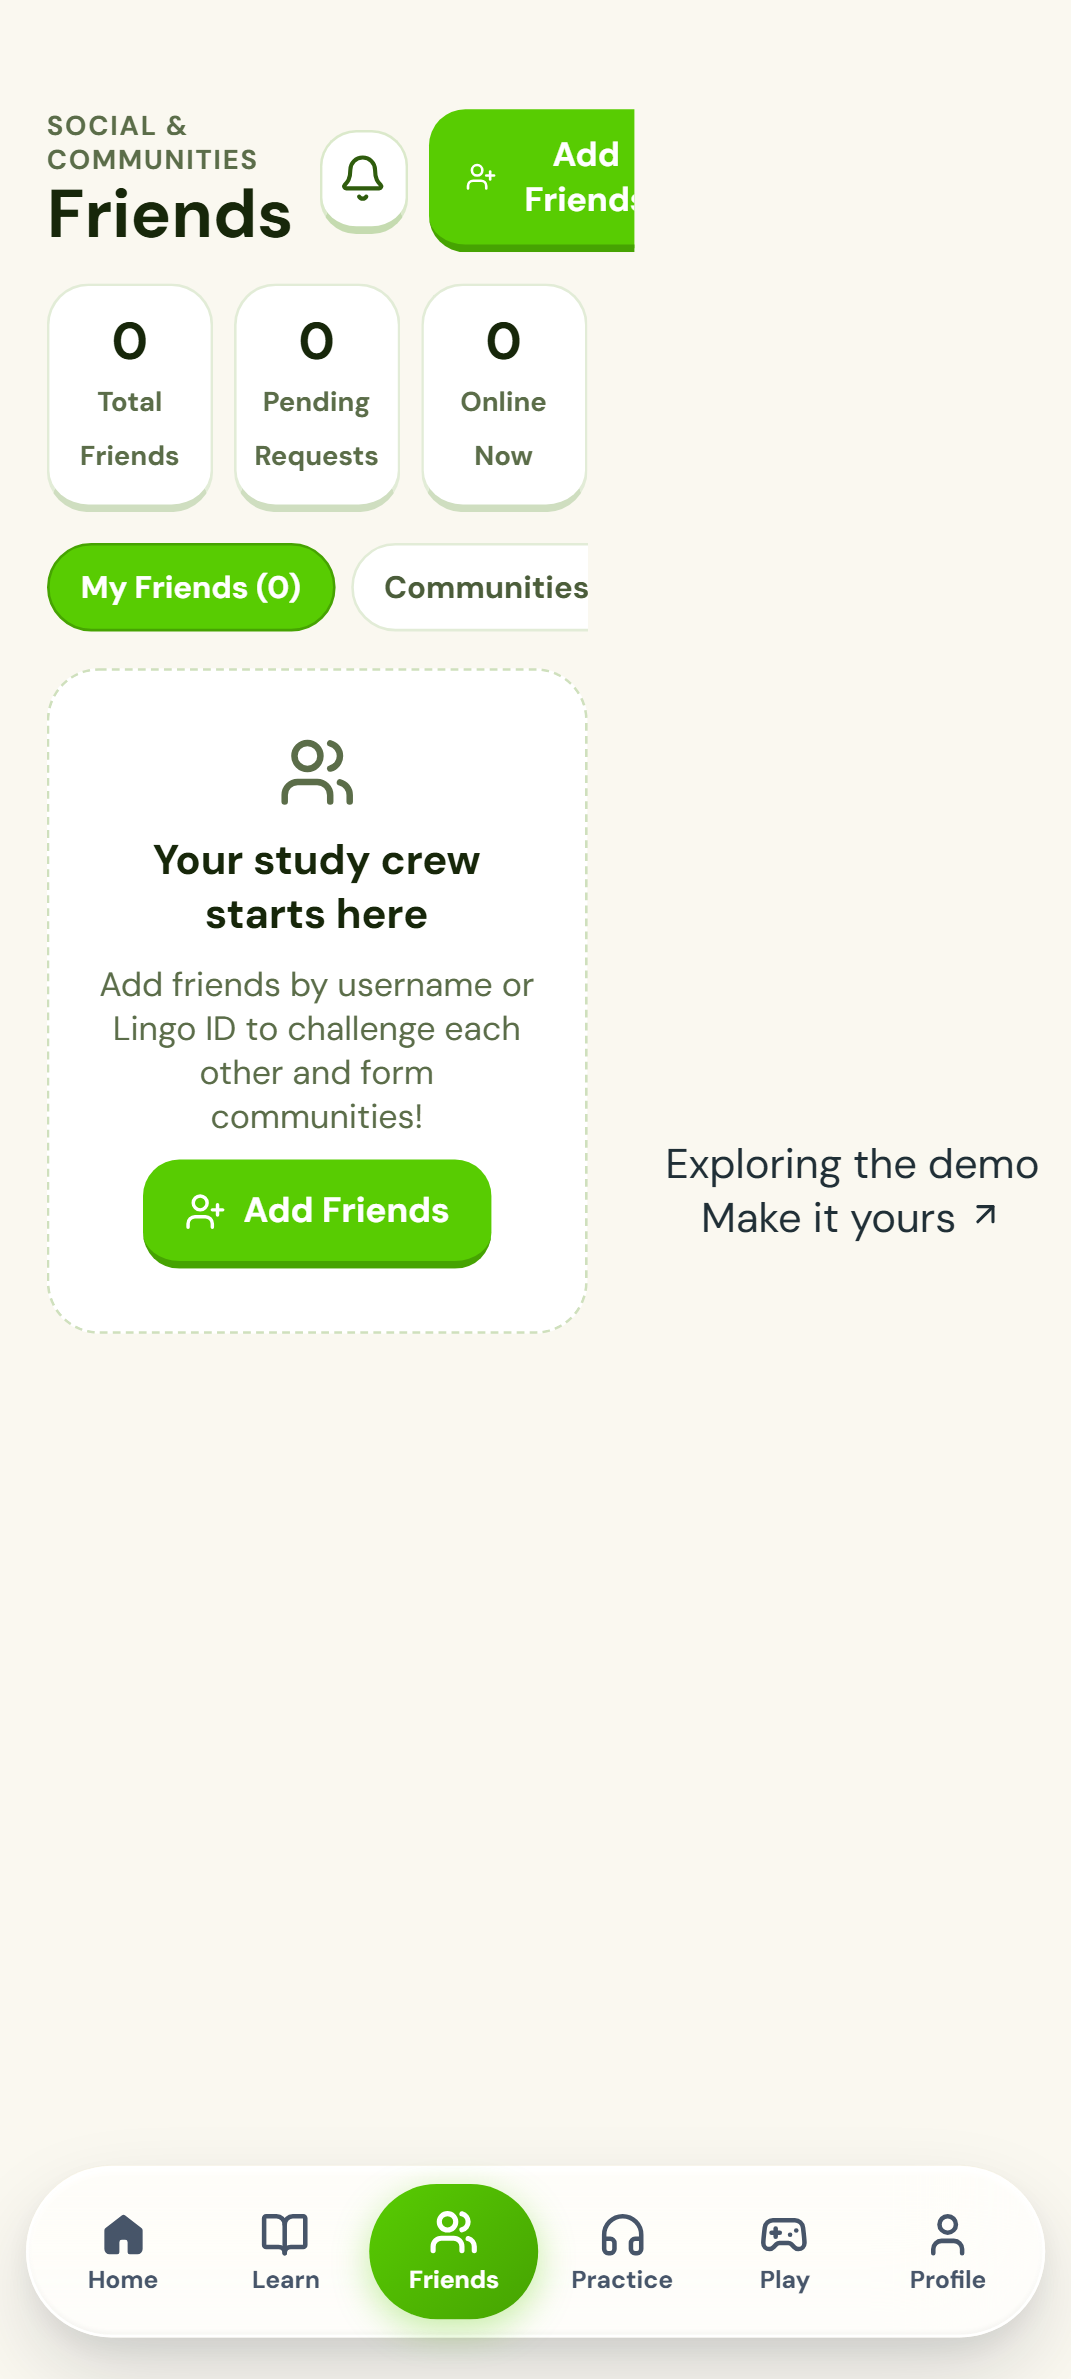 SOCIAL &
COMMUNITIES
Friends
Add
Friends
0
Total
Friends
0
Pending
Requests
0
Online
Now
My Friends (0)
Communities
Your study crew
starts here
Add friends by username or
Lingo ID to challenge each
other and form
communities!
Add Friends
Exploring the demo
Make it yours ↗
Home
Learn
Friends
Practice
Play
Profile